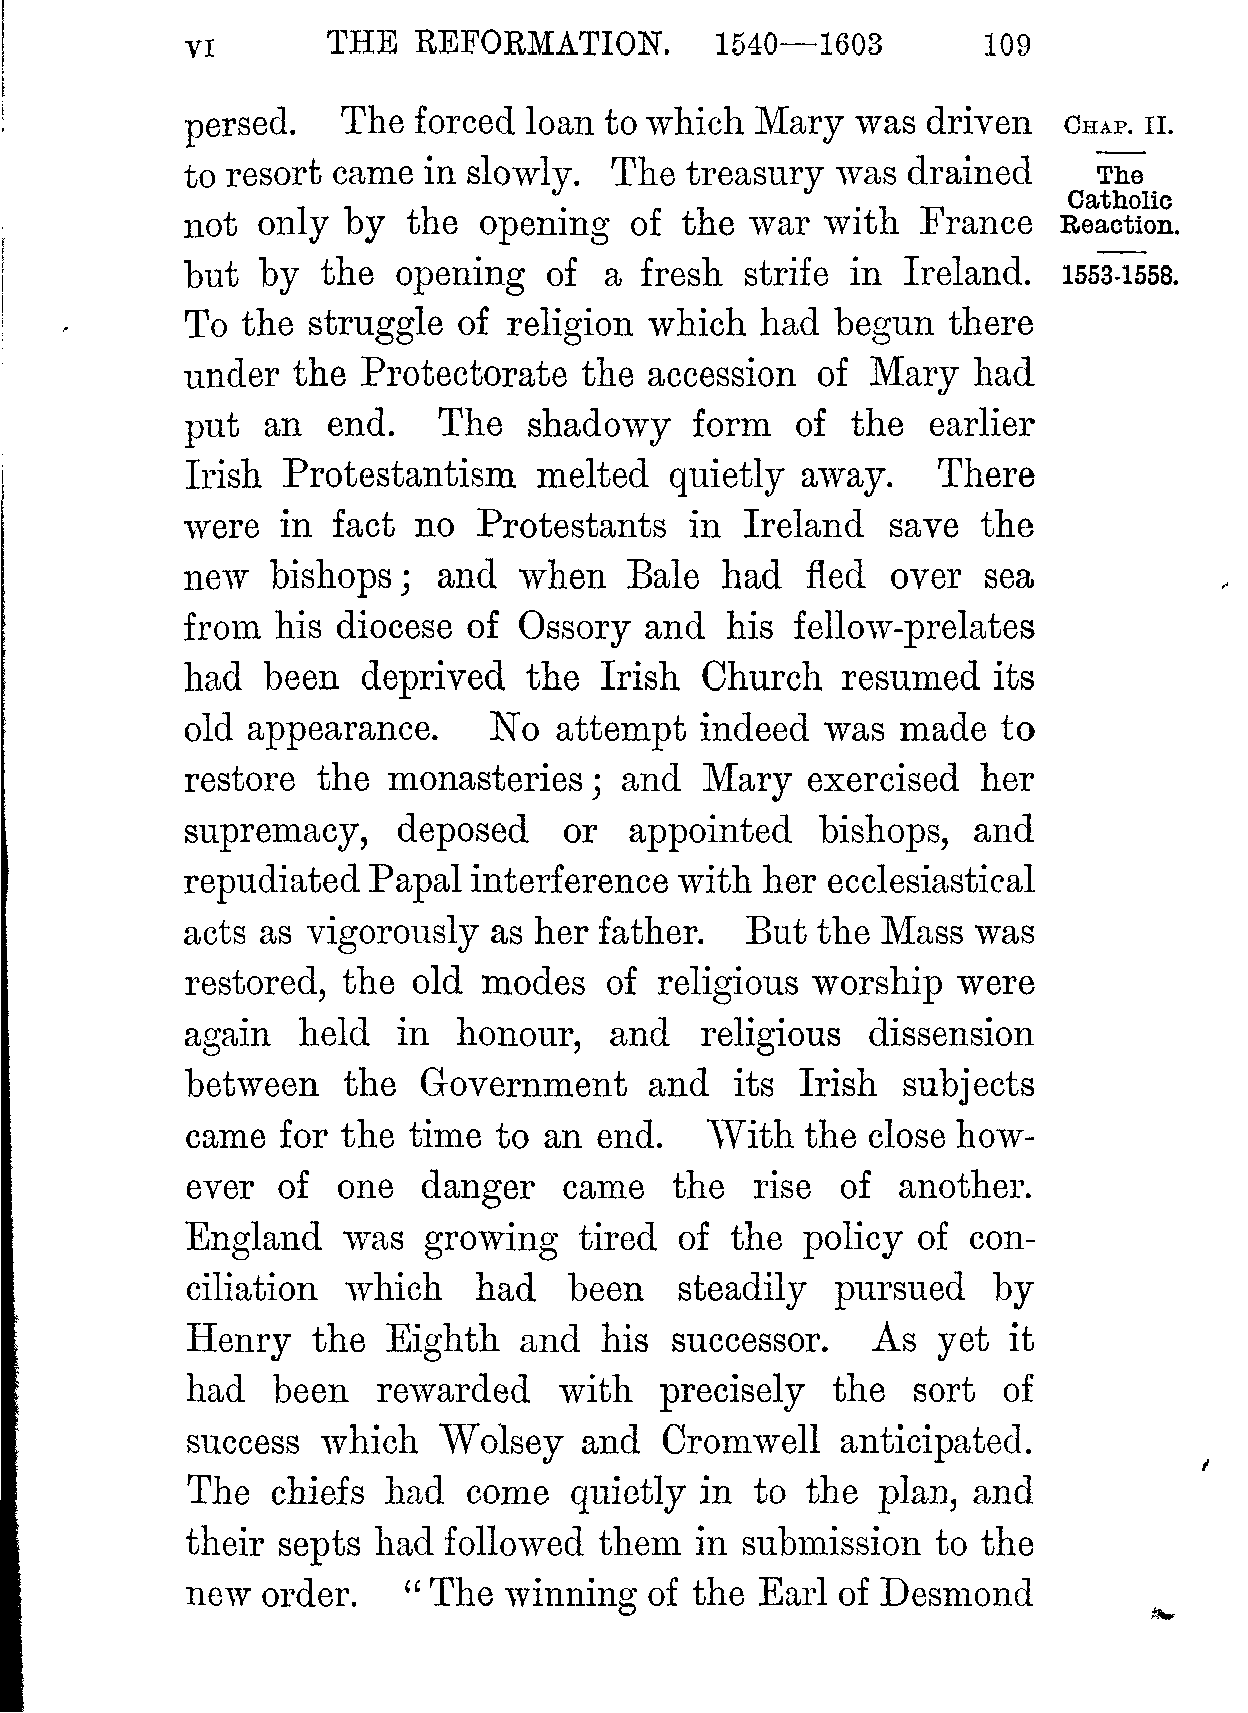 VI THE REFORMATION. 1540—1603 109
persed. The forced loan to which Mary was driven
to resort came in slowly. The treasury was drained
not only by the opening of the war with France
but by the opening of a fresh strife in Ireland.
To the struggle of religion which had begun there
under the Protectorate the accession of Mary had
put an end. The shadowy form of the earlier
Irish Protestantism melted quietly away. There
were in fact no Protestants in Ireland save the
new bishops; and when Bale had fled over sea
from his diocese of Ossory and his fellow-prelates
had been deprived the Irish Church resumed its
old appearance. No attempt indeed was made to
restore the monasteries; and Mary exercised her
supremacy, deposed or appointed bishops, and
repudiated Papal interference with her ecclesiastical
acts as vigorously as her father. But the Mass was
restored, the old modes of religious worship were
again held in honour, and religious dissension
between the Government and its Irish subjects
came for the time to an end. With the close how-
ever of one danger came the rise of another.
England was growing tired of the policy of con-
ciliation which had been steadily pursued by
Henry the Eighth and his successor. As yet it
had been rewarded with precisely the sort of
success which Wolsey and Cromwell anticipated.
The chiefs had come quietly in to the plan, and
their septs had followed them in submission to the
new order. "The winning of the Earl of Desmond
CHAP. II.
The
Catholic
Reaction.
1553-1558.